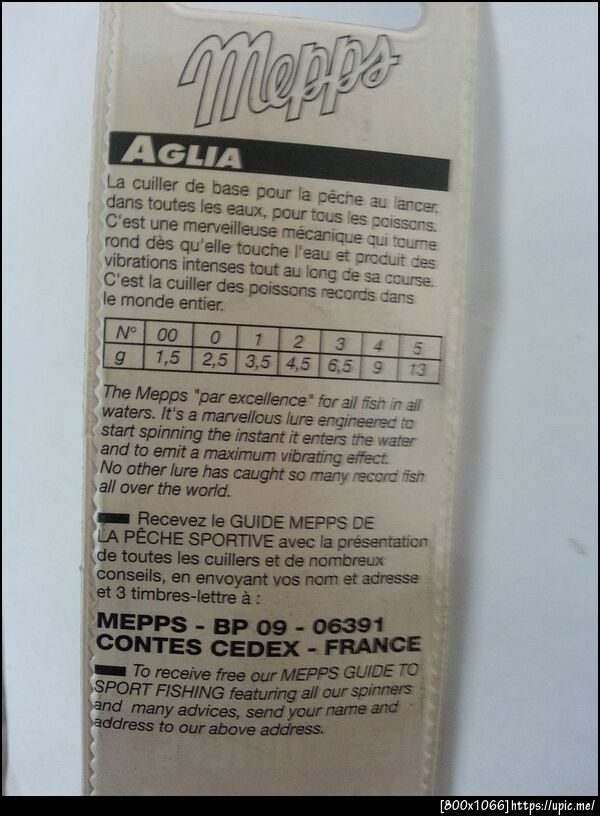 Mepps
AGLIA
La cuiller de base pour la pêche au lancer,
dans toutes les eaux, pour tous les poissons.
C'est une merveilleuse mécanique qui tourne
rond dès qu'elle touche l'eau et produit des
vibrations intenses tout au long de sa course.
C'est la cuiller des poissons records dans
le monde entier.
N° 00 0 1 2 3 4 5
g 1,5 2,5 3,5 4,5 6,5 9 13
The Mepps "par excellence" for all fish in all
waters. It's a marvellous lure engineered to
start spinning the instant it enters the water
and to emit a maximum vibrating effect.
No other lure has caught so many record fish
all over the world.
Recevez le GUIDE MEPPS DE
LA PÊCHE SPORTIVE avec la présentation
de toutes les cuillers et de nombreux
conseils, en envoyant vos nom et adresse
et 3 timbres-lettre à :
MEPPS - BP 09 - 06391
CONTES CEDEX - FRANCE
To receive free our MEPPS GUIDE TO
SPORT FISHING featuring all our spinners
and many advices, send your name and
address to our above address.
[800x1066]https://upic.me/